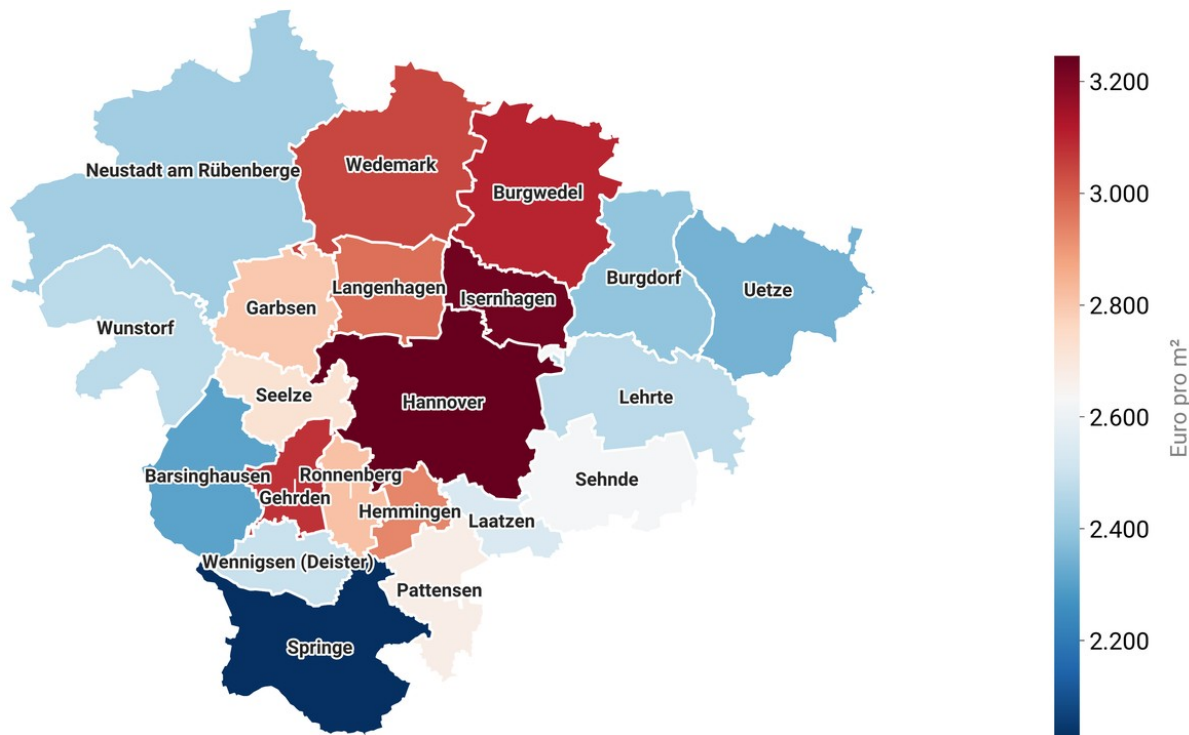 Neustadt am Rübenberge
Wedemark
Burgwedel
Burgdorf
Uetze
Langenhagen
Isernhagen
Garbsen
Wunstorf
Seelze
Hannover
Lehrte
Barsinghausen
Ronnenberg
Gehrden
Sehnde
Hemmingen
Laatzen
Wennigsen (Deister)
Pattensen
Springe
3.200
3.000
2.800
2.600
2.400
2.200
Euro pro m²